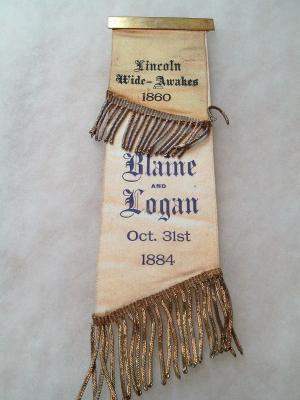 Lincoln
Wide-Awakes
1860
Blaine
AND
Logan
Oct. 31st
1884